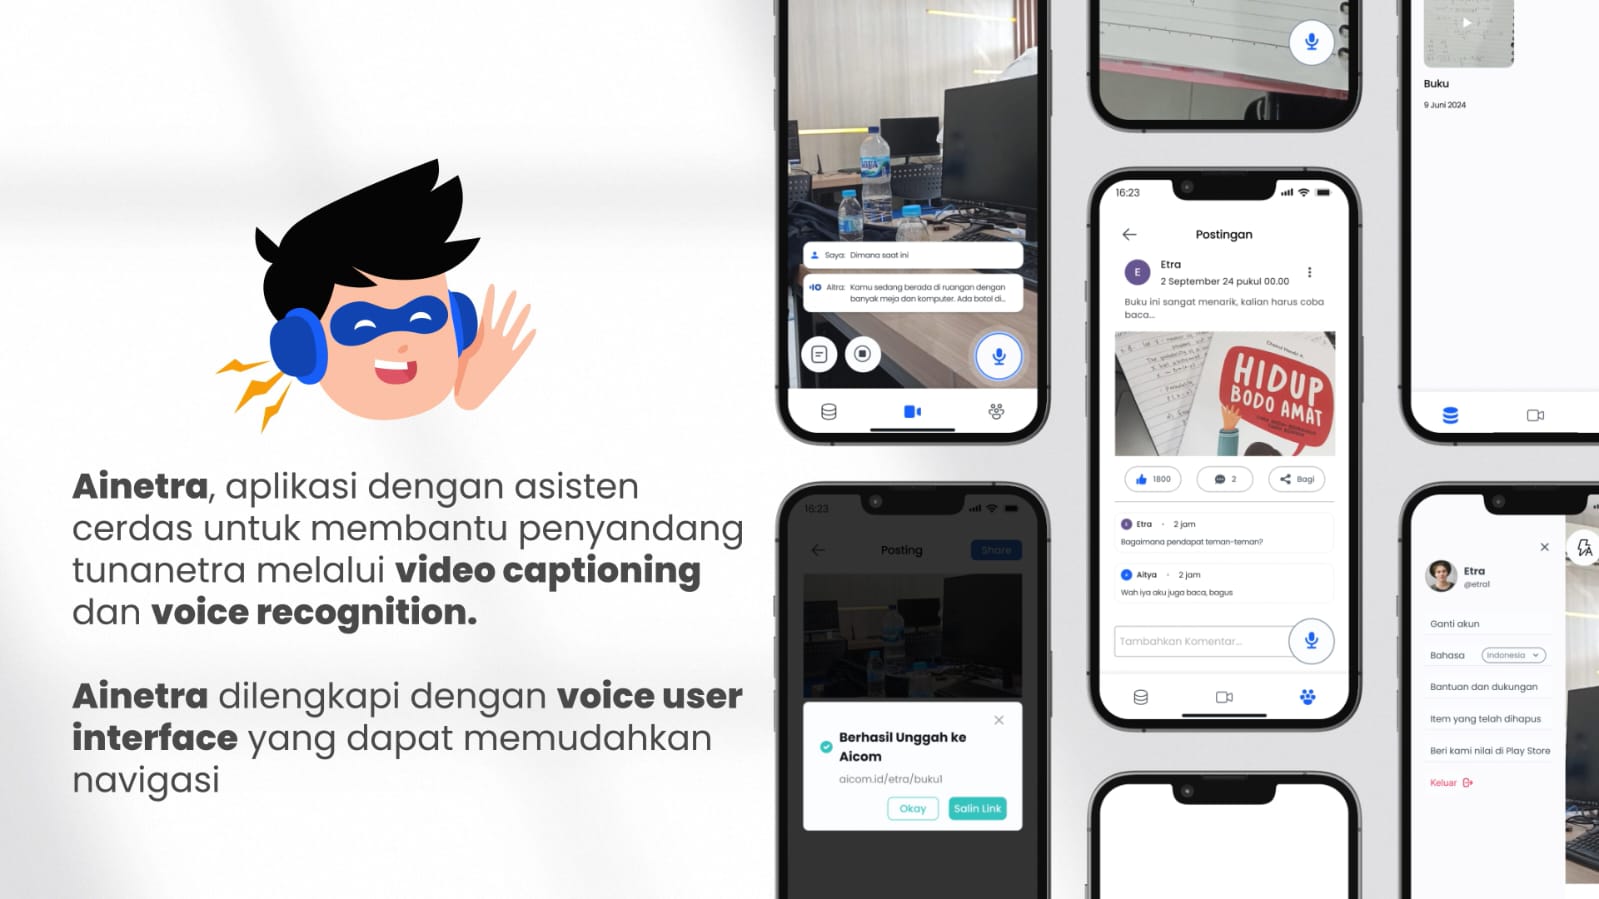 Ainetra, aplikasi dengan asisten
cerdas untuk membantu penyandang
tunanetra melalui video captioning
dan voice recognition.
Ainetra dilengkapi dengan voice user
interface yang dapat memudahkan
navigasi
Saya: Dimana saat ini
Aitra: Kamu sedang berada di ruangan dengan
banyak meja dan komputer. Ada botol di...
16:23
Posting
Share
Berhasil Unggah ke
Aicom
aicom.id/etra/buku1
Okay
Salin Link
16:23
Postingan
E
Etra
2 September 24 pukul 00.00
Buku ini sangat menarik, kalian harus coba
baca...
HIDUP
BODO AMAT
1800
2
Bagi
Etra • 2 jam
Bagaimana pendapat teman-teman?
Aitya • 2 jam
Wah iya aku juga baca, bagus
Tambahkan Komentar...
Buku
9 Juni 2024
Etra
@etra1
Ganti akun
Bahasa
Indonesia
Bantuan dan dukungan
Item yang telah dihapus
Beri kami nilai di Play Store
Keluar